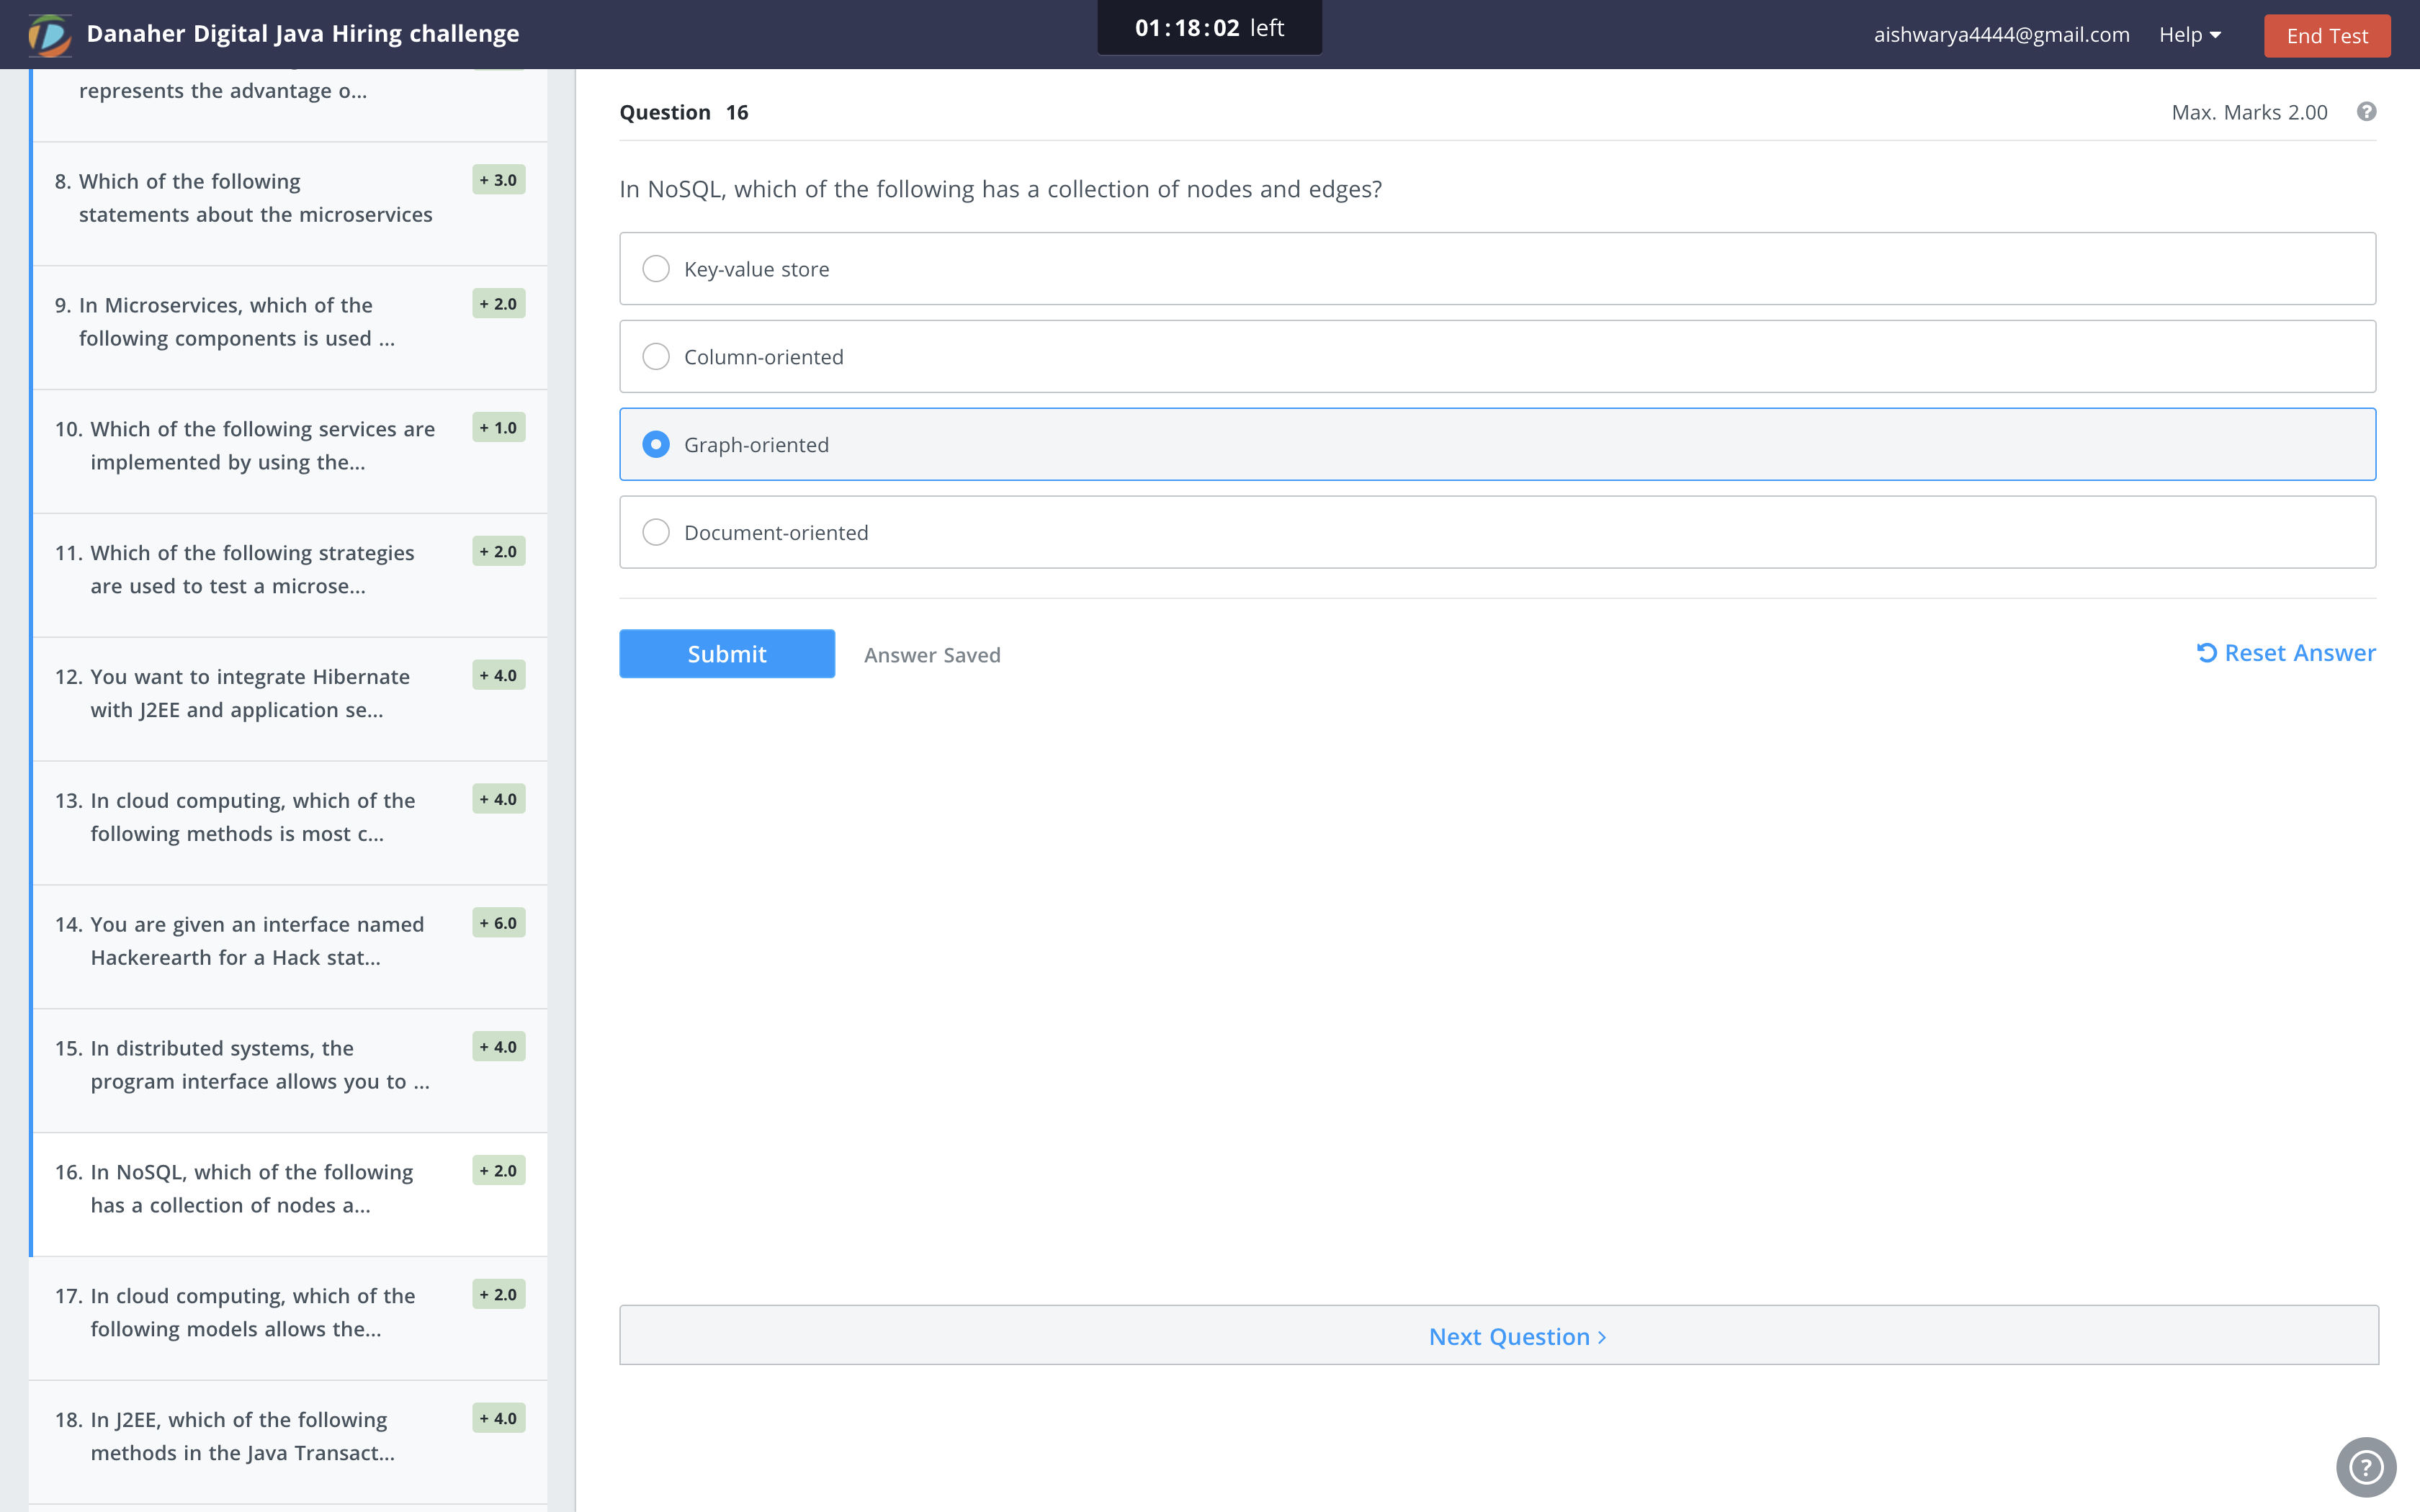 Danaher Digital Java Hiring challenge
01:18:02 left
aishwarya4444@gmail.com
Help
End Test
represents the advantage o...
8. Which of the following
statements about the microservices
+ 3.0
9. In Microservices, which of the
following components is used ...
+ 2.0
10. Which of the following services are
implemented by using the...
+ 1.0
11. Which of the following strategies
are used to test a microse...
+ 2.0
12. You want to integrate Hibernate
with J2EE and application se...
+ 4.0
13. In cloud computing, which of the
following methods is most c...
+ 4.0
14. You are given an interface named
Hackerearth for a Hack stat...
+ 6.0
15. In distributed systems, the
program interface allows you to ...
+ 4.0
16. In NoSQL, which of the following
has a collection of nodes a...
+ 2.0
17. In cloud computing, which of the
following models allows the...
+ 2.0
18. In J2EE, which of the following
methods in the Java Transact...
+ 4.0
Question 16
Max. Marks 2.00
?
In NoSQL, which of the following has a collection of nodes and edges?
Key-value store
Column-oriented
Graph-oriented
Document-oriented
Submit
Answer Saved
Reset Answer
Next Question
?